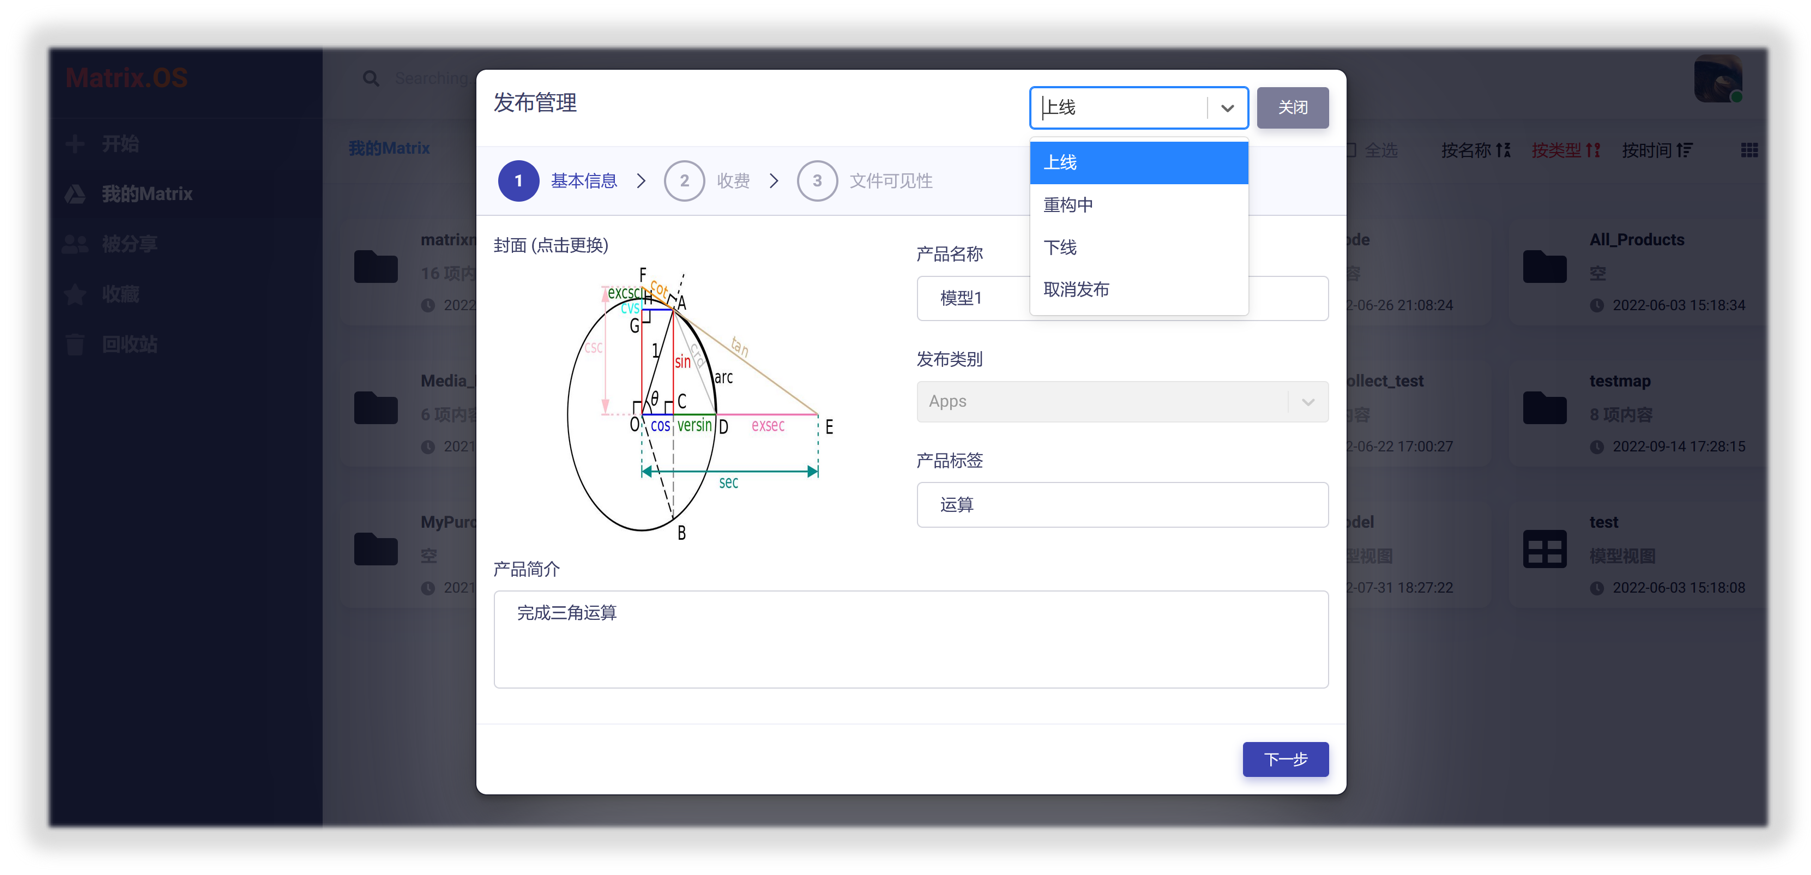 Matrix.OS
Searching.
开始
我的Matrix
被分享
收藏
回收站
我的Matrix
全选
按名称
按类型
按时间
matrixn
16 项内
2022
Media_
6 项内容
2021
MyPurc
空
2021
发布管理
上线
关闭
上线
重构中
下线
取消发布
1
基本信息
2
收费
3
文件可见性
封面 (点击更换)
F
cot
excsc
H
A
cvs
G
csc
1
sin
crd
tan
arc
θ
C
O
cos
versin
D
exsec
E
sec
B
产品名称
模型1
发布类别
Apps
产品标签
运算
产品简介
完成三角运算
下一步
ode
容
2-06-26 21:08:24
All_Products
空
2022-06-03 15:18:34
ollect_test
内容
2-06-22 17:00:27
testmap
8 项内容
2022-09-14 17:28:15
odel
型视图
2-07-31 18:27:22
test
模型视图
2022-06-03 15:18:08